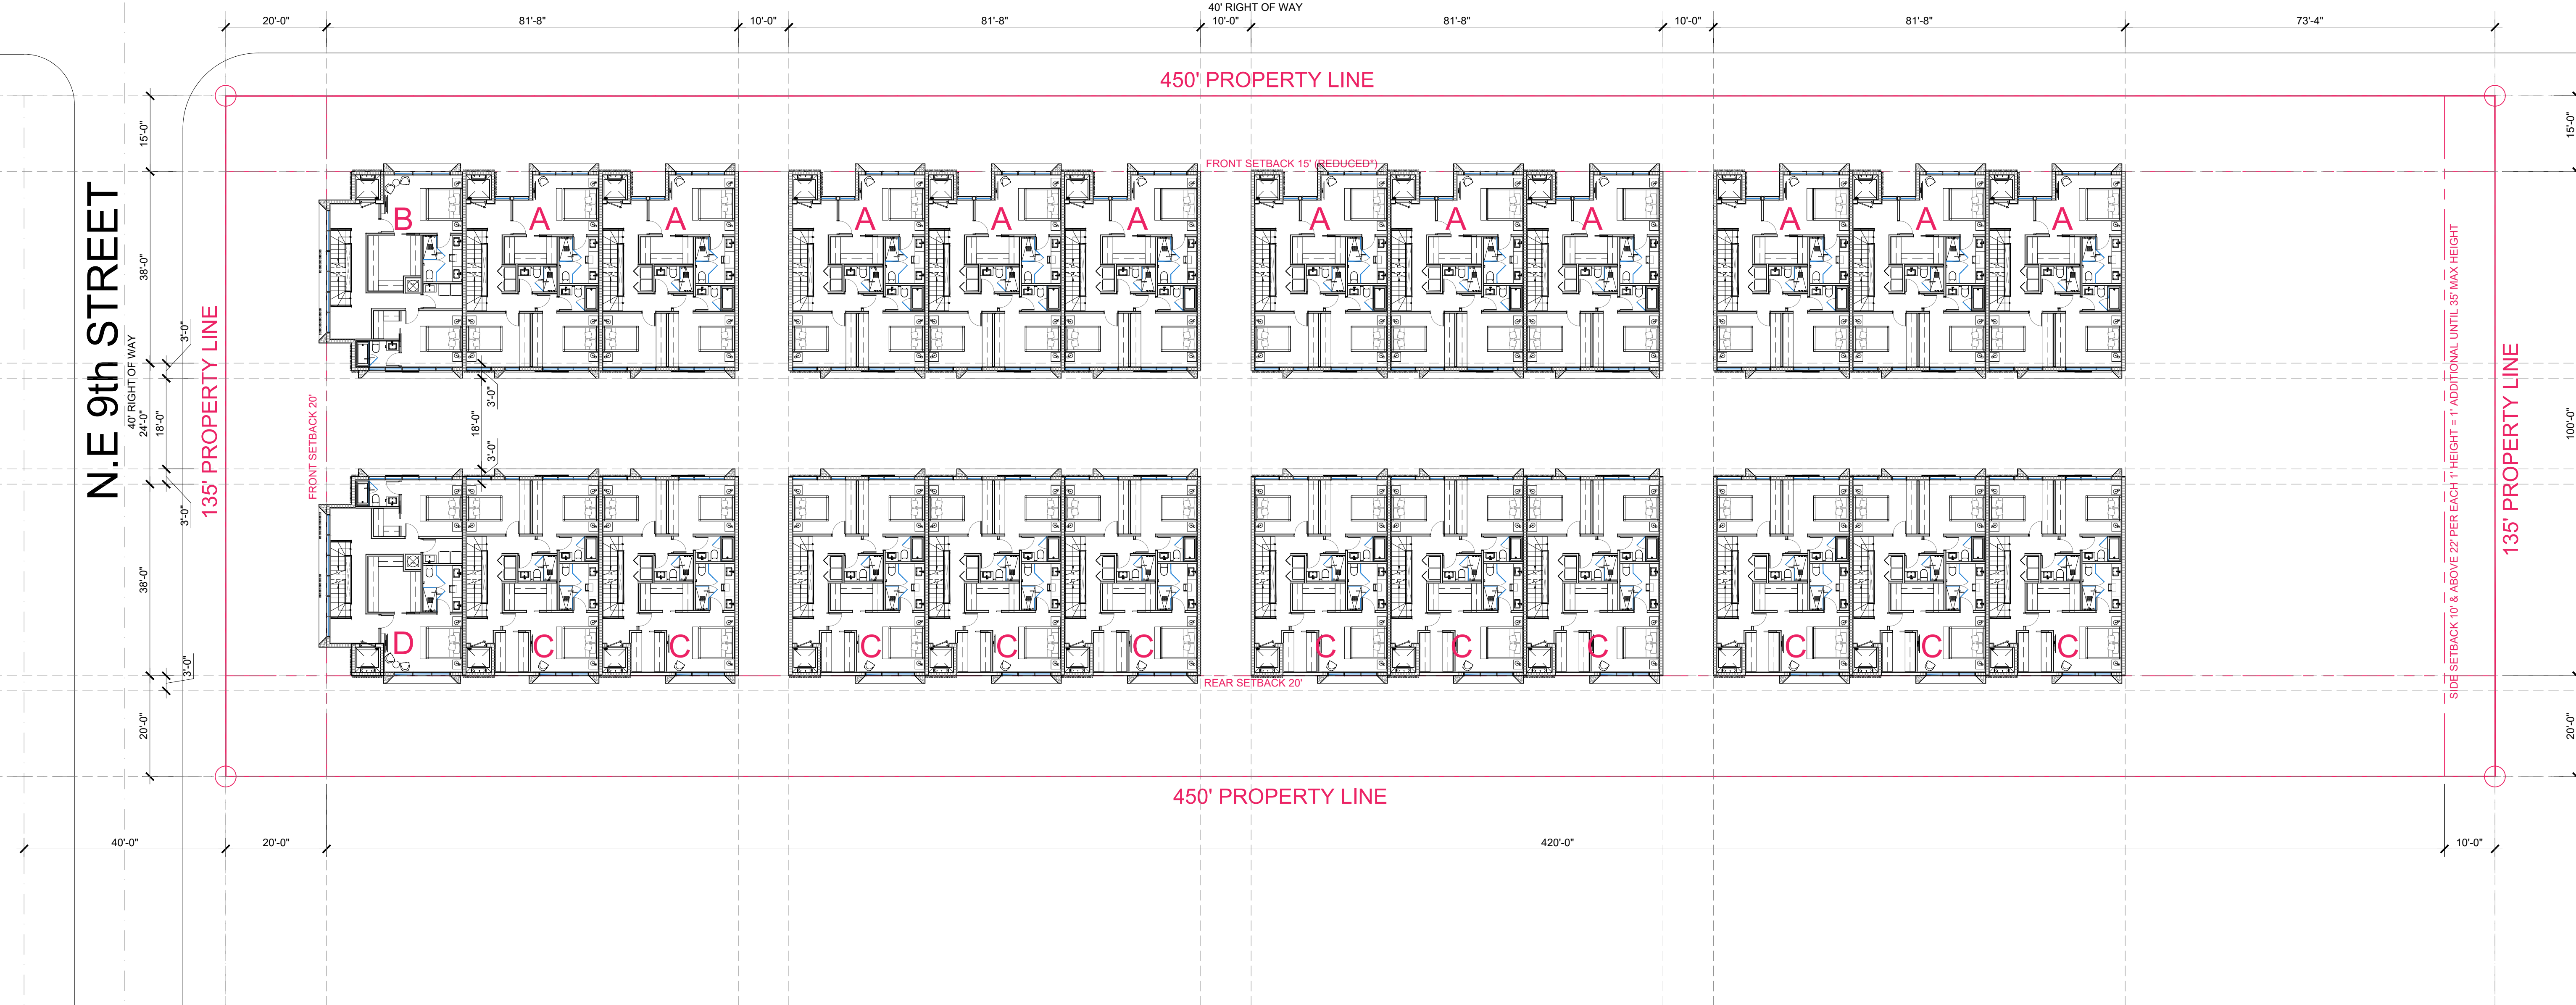 40' RIGHT OF WAY
20'-0" 81'-8" 10'-0" 81'-8" 10'-0" 81'-8" 10'-0" 81'-8" 73'-4"
450' PROPERTY LINE
15'-0" 15'-0"
FRONT SETBACK 15' (REDUCED*)
B A A A A A A A A A A A
38'-0"
N.E 9th STREET
40' RIGHT OF WAY
135' PROPERTY LINE
3'-0"
24'-0"
18'-0"
3'-0"
FRONT SETBACK 20'
3'-0"
18'-0"
3'-0"
SIDE SETBACK 10' & ABOVE 22' PER EACH 1' HEIGHT = 1' ADDITIONAL UNTIL 35' MAX HEIGHT
135' PROPERTY LINE
100'-0"
38'-0"
D C C C C C C C C C C C
3'-0"
REAR SETBACK 20'
20'-0" 20'-0"
450' PROPERTY LINE
40'-0" 20'-0" 420'-0" 10'-0"